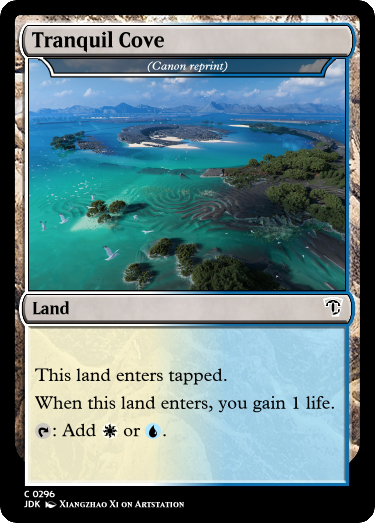 Tranquil Cove
(Canon reprint)
Land
This land enters tapped.
When this land enters, you gain 1 life.
: Add or .
C 0296
JDK Xiangzhao Xi on Artstation